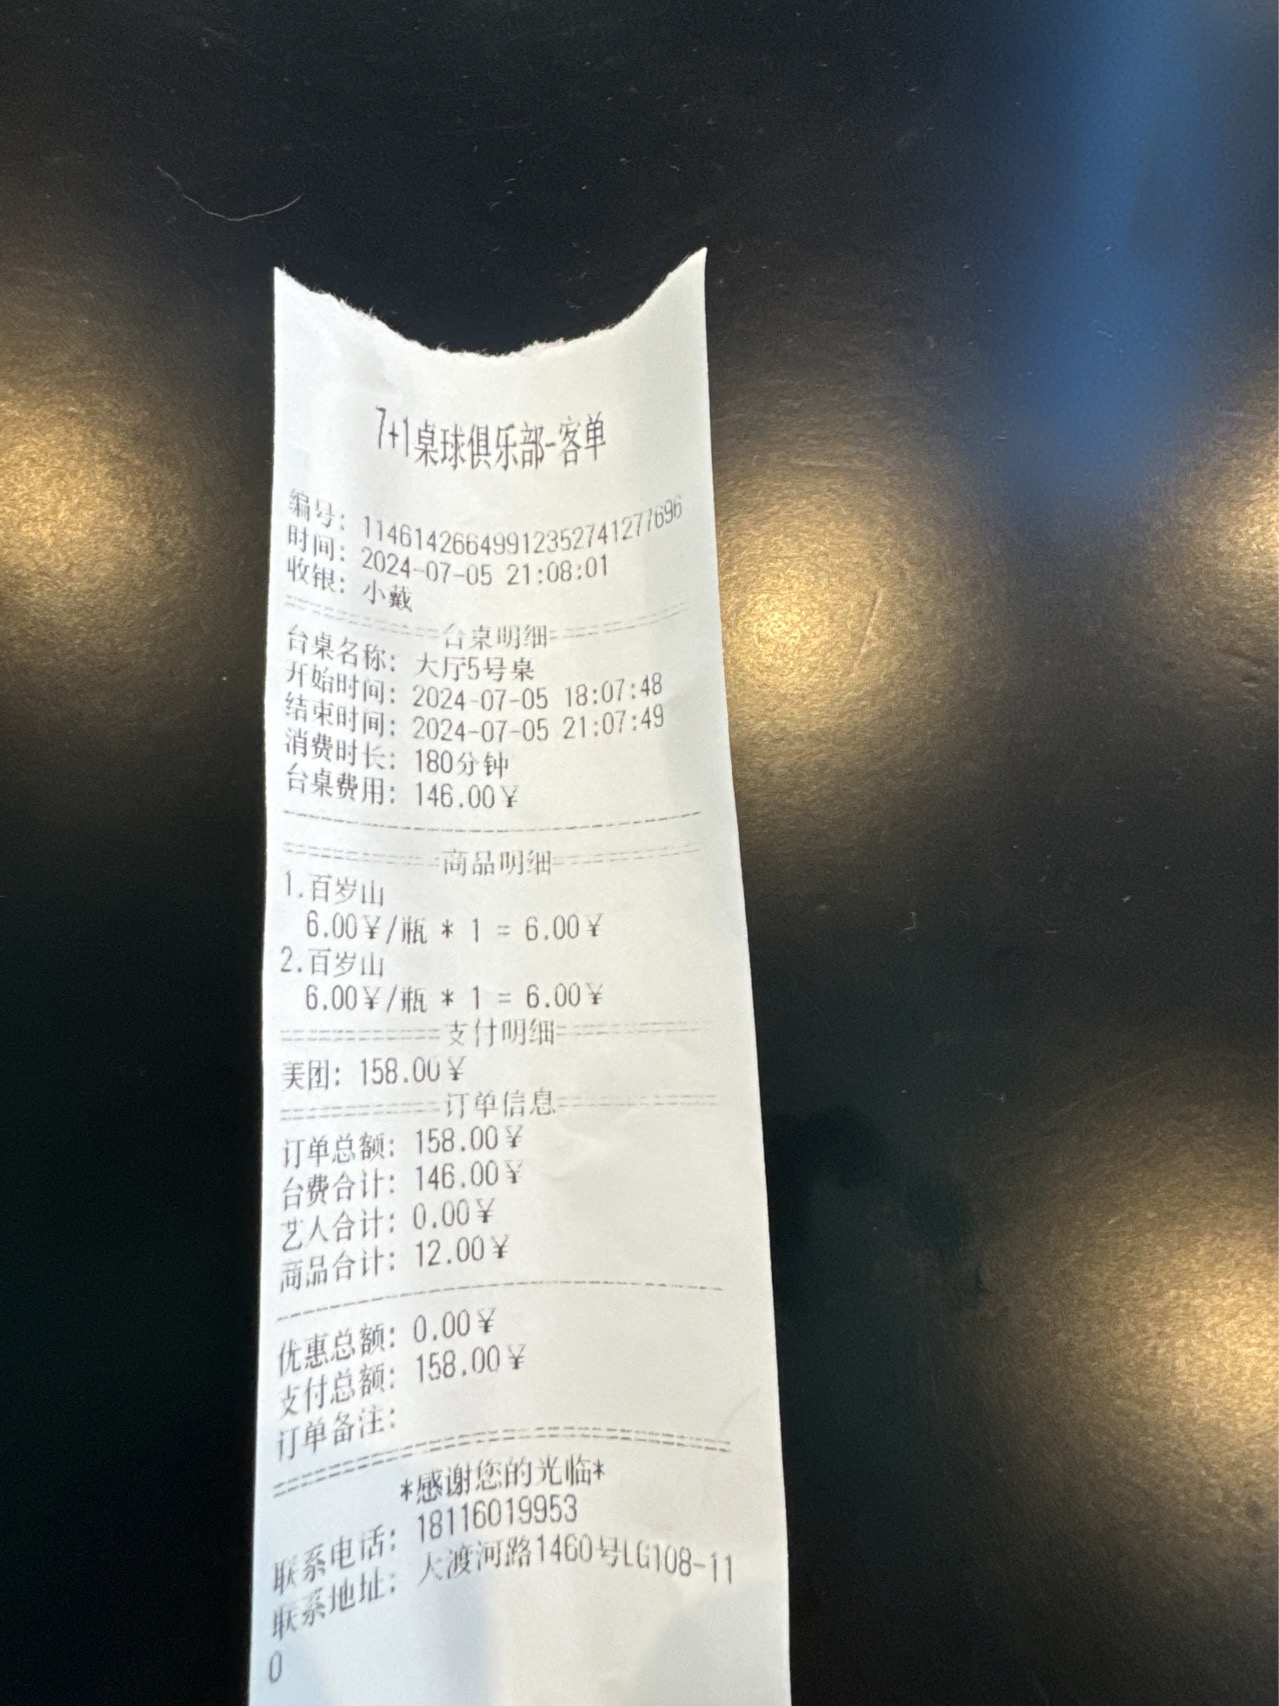 7+1桌球俱乐部-客单
编号: 1146142664991235274127​7696
时间: 2024-07-05 21:08:01
收银: 小戴
台桌明细
台桌名称: 大厅5号桌
开始时间: 2024-07-05 18:07:48
结束时间: 2024-07-05 21:07:49
消费时长: 180分钟
台桌费用: 146.00¥
商品明细
1.百岁山
6.00¥/瓶 * 1 = 6.00¥
2.百岁山
6.00¥/瓶 * 1 = 6.00¥
支付明细
美团: 158.00¥
订单信息
订单总额: 158.00¥
台费合计: 146.00¥
艺人合计: 0.00¥
商品合计: 12.00¥
优惠总额: 0.00¥
支付总额: 158.00¥
订单备注:
*感谢您的光临*
联系电话: 18116019953
联系地址: 大渡河路1460号LG108-11
0